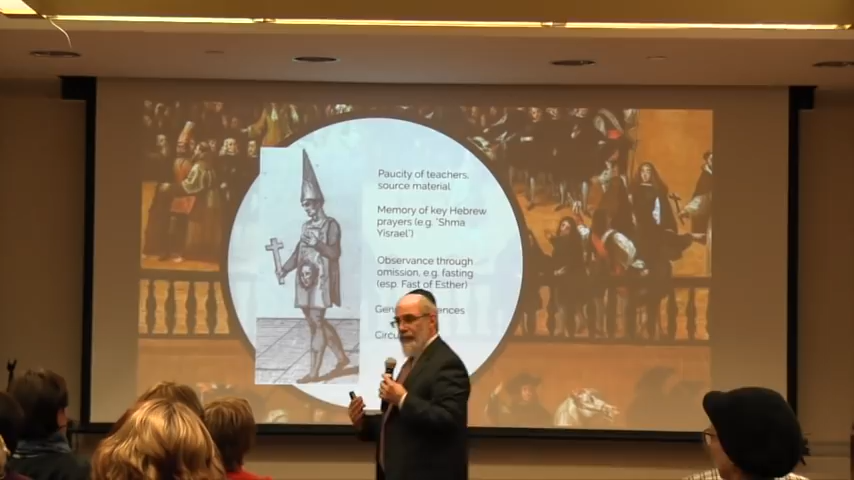 Paucity of teachers,
source material
Memory of key Hebrew
prayers (e.g. "Shma
Yisrael")
Observance through
omission, e.g. fasting
(esp. Fast of Esther)